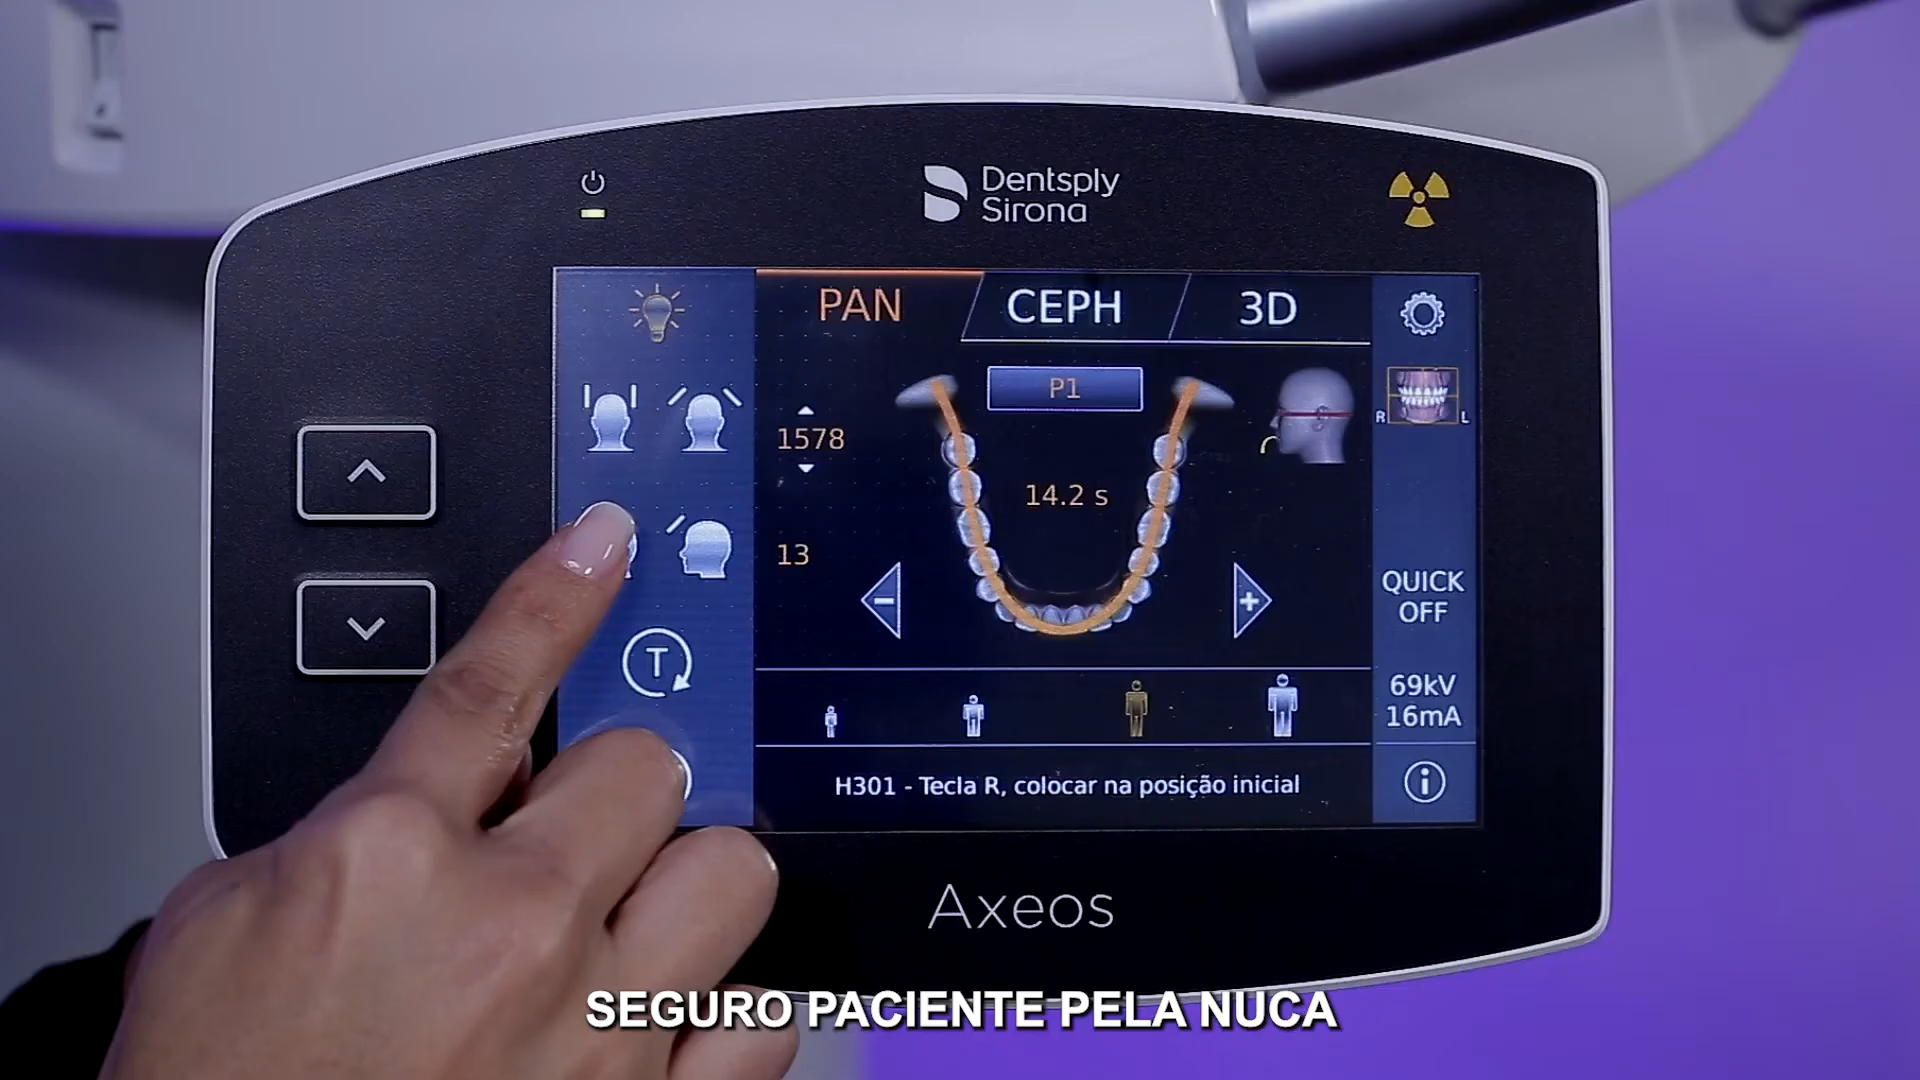 Dentsply
Sirona
PAN
CEPH
3D
P1
1578
R
L
14.2 s
13
QUICK
OFF
T
69kV
16mA
H301 - Tecla R, colocar na posição inicial
Axeos
SEGURO PACIENTE PELA NUCA